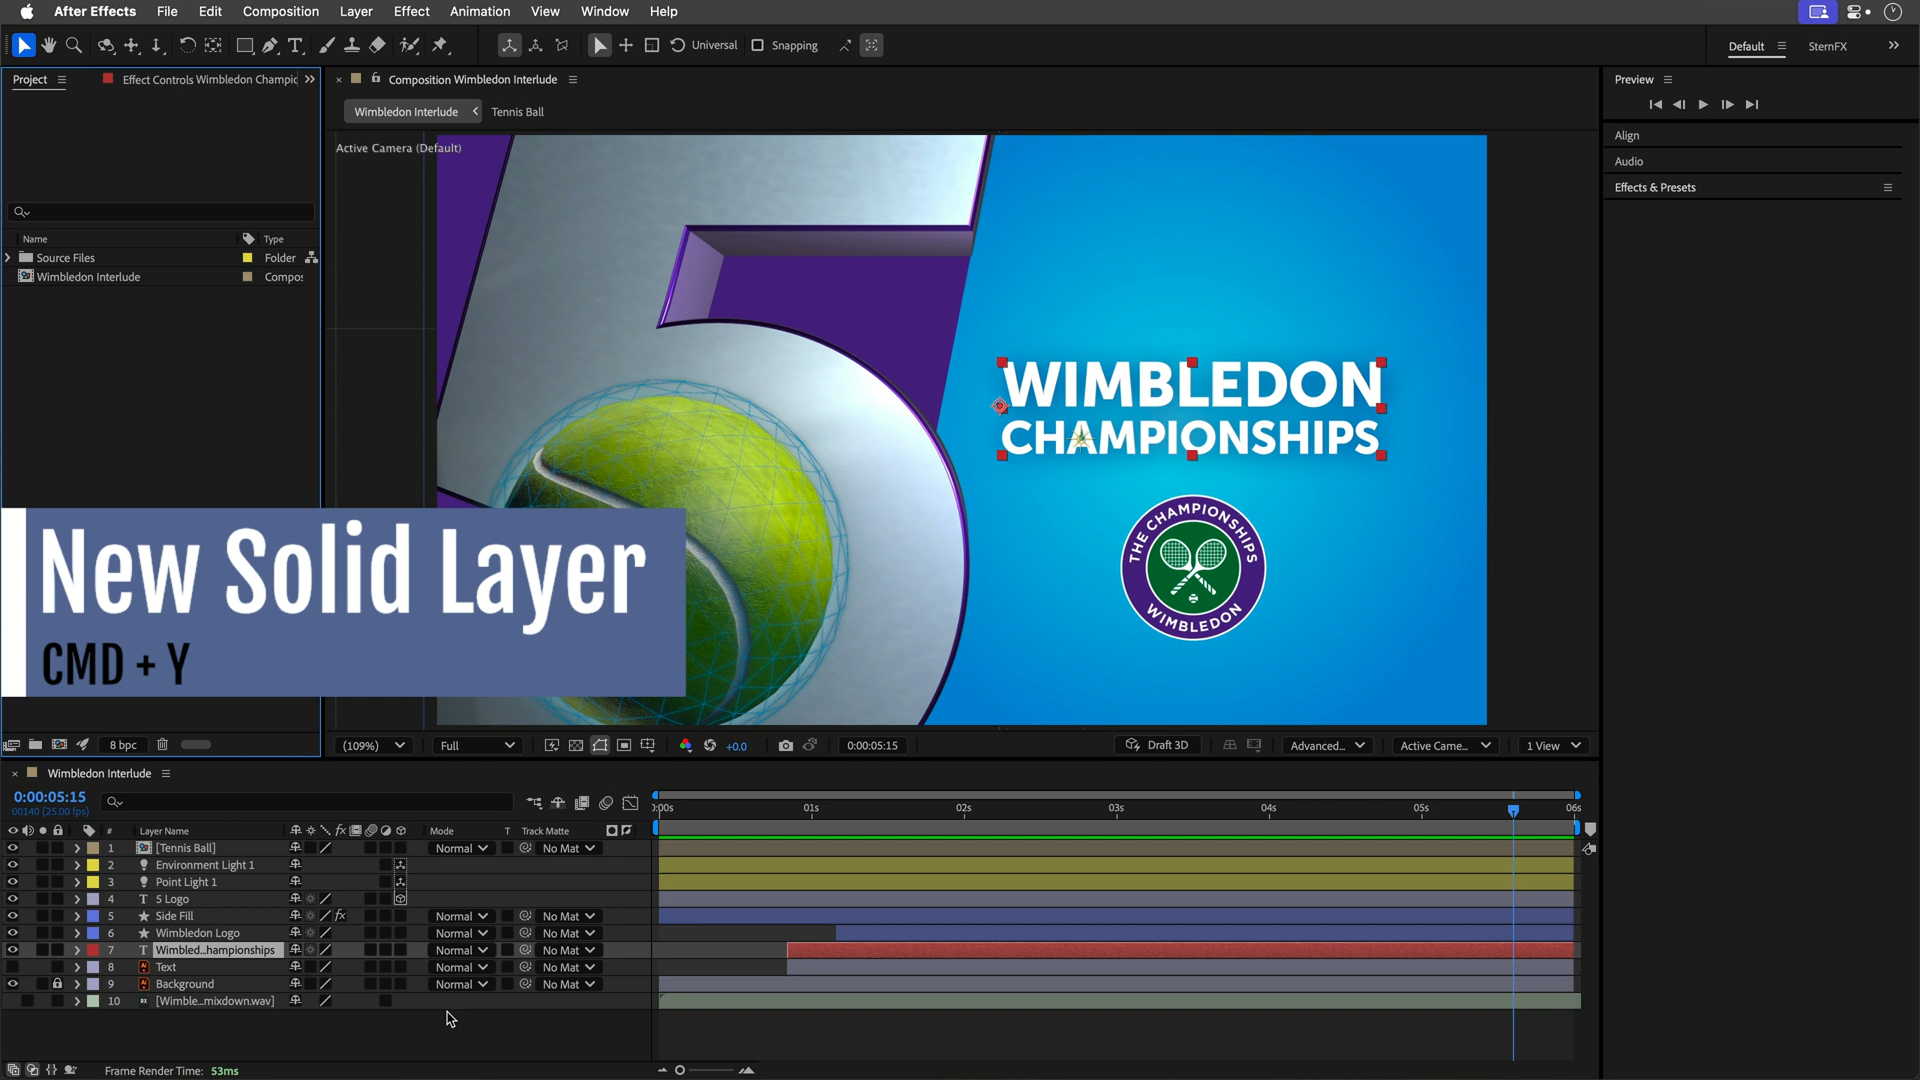 After Effects File Edit Composition Layer Effect Animation View Window Help
Universal Snapping Default SternFX
Project Effect Controls Wimbledon Champic
Composition Wimbledon Interlude
Preview
Wimbledon Interlude Tennis Ball
Align
Active Camera (Default)
Audio
Effects & Presets
Name Type
Source Files Folder
Wimbledon Interlude Compos
WIMBLEDON
CHAMPIONSHIPS
THE CHAMPIONSHIPS
WIMBLEDON
New Solid Layer
CMD + Y
8 bpc (109%) Full +0.0 0:00:05:15 Draft 3D Advanced... Active Came... 1 View
Wimbledon Interlude
0:00:05:15
00140 (25.00 fps)
0:00s 01s 02s 03s 04s 05s 06s
# Layer Name fx Mode T Track Matte
1 [Tennis Ball] Normal No Mat
2 Environment Light 1
3 Point Light 1
4 T 5 Logo
5 Side Fill fx Normal No Mat
6 Wimbledon Logo Normal No Mat
7 T Wimbled...hampionships Normal No Mat
8 Ai Text Normal No Mat
9 Ai Background Normal No Mat
10 [Wimble...mixdown.wav]
Frame Render Time: 53ms